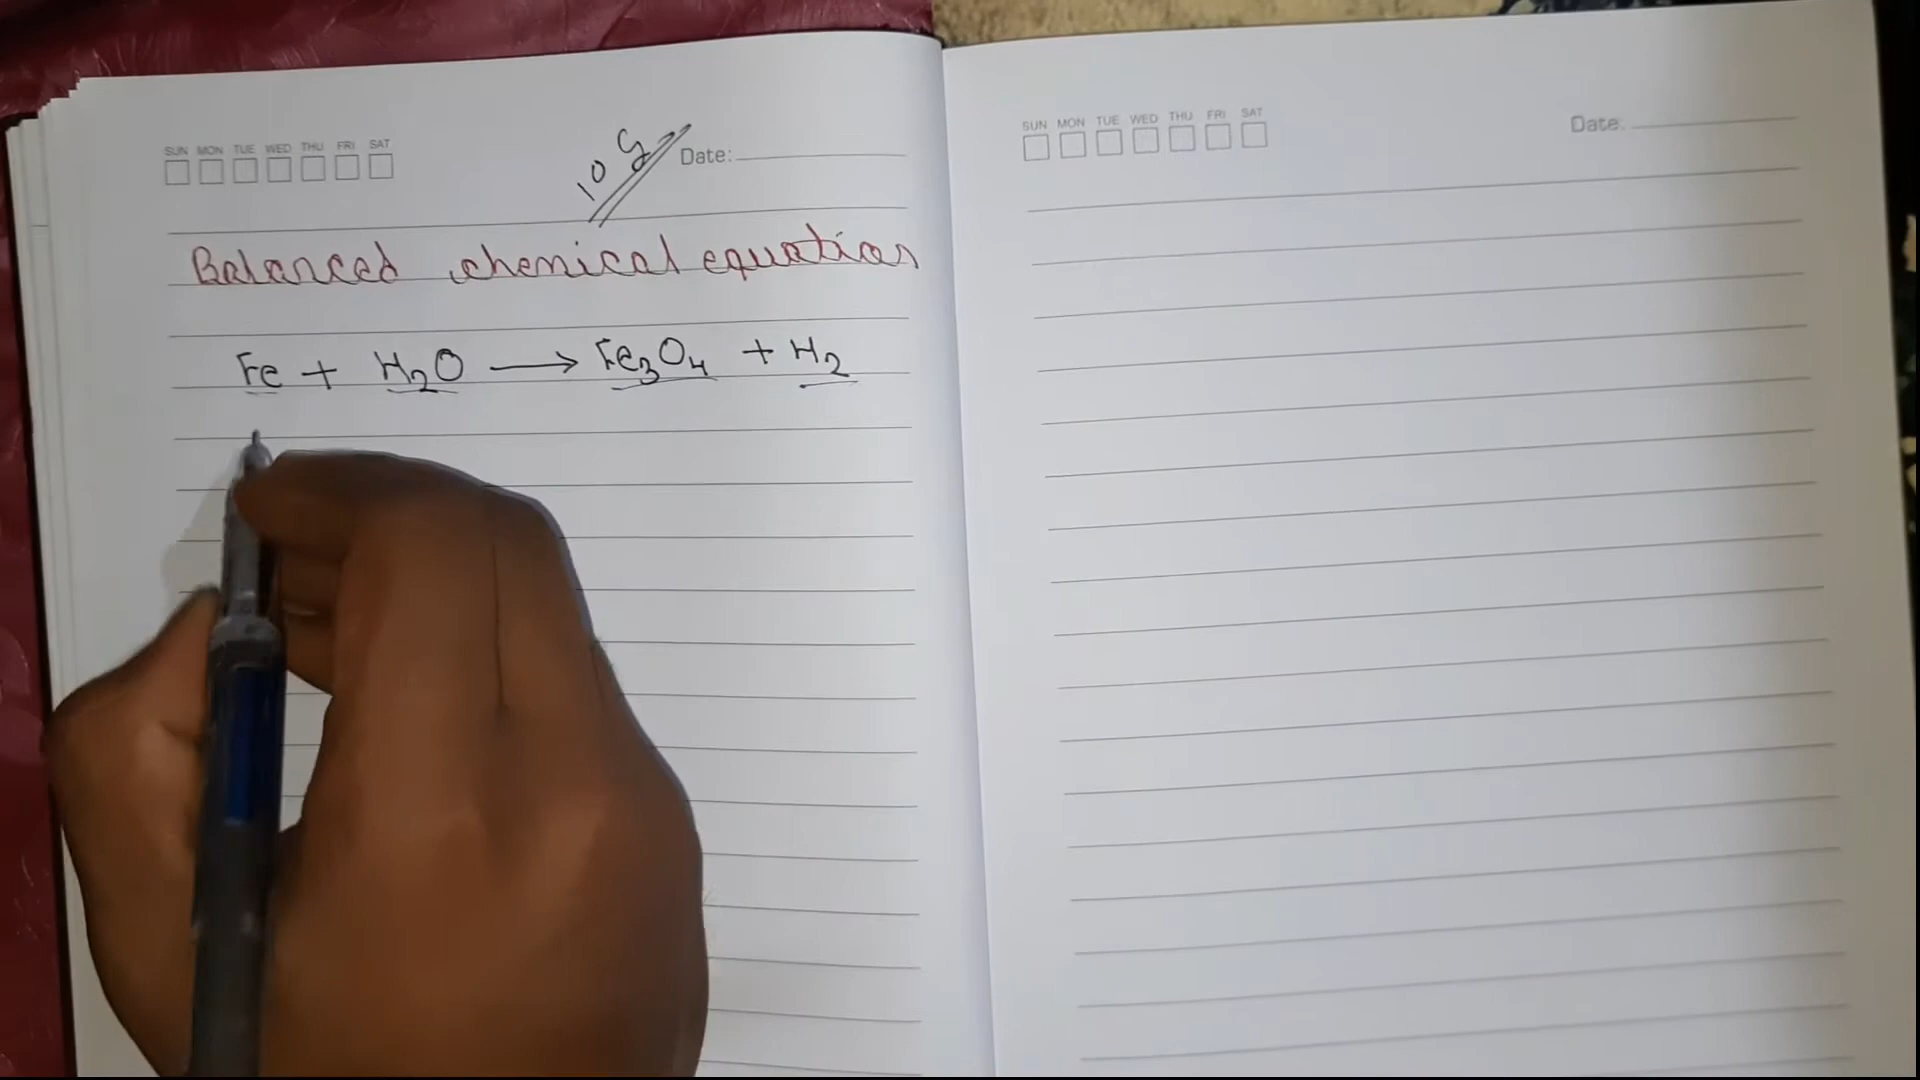 SUN MON TUE WED THU FRI SAT
10
Date:
Balanced chemical equation
Fe + H₂O ⟶ Fe₃O₄ + H₂
SUN MON TUE WED THU FRI SAT
Date: